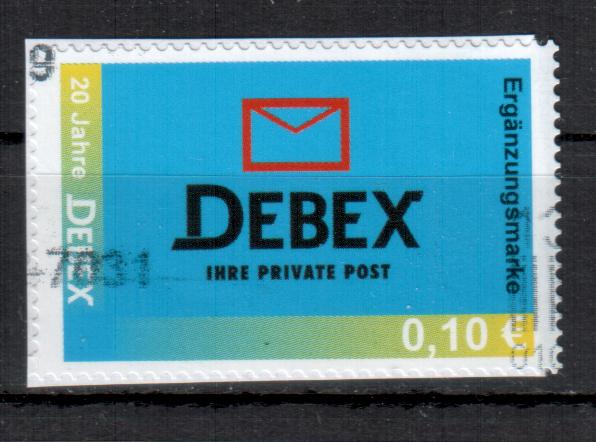 20 Jahre DEBEX
DEBEX
IHRE PRIVATE POST
Ergänzungsmarke
0,10 €